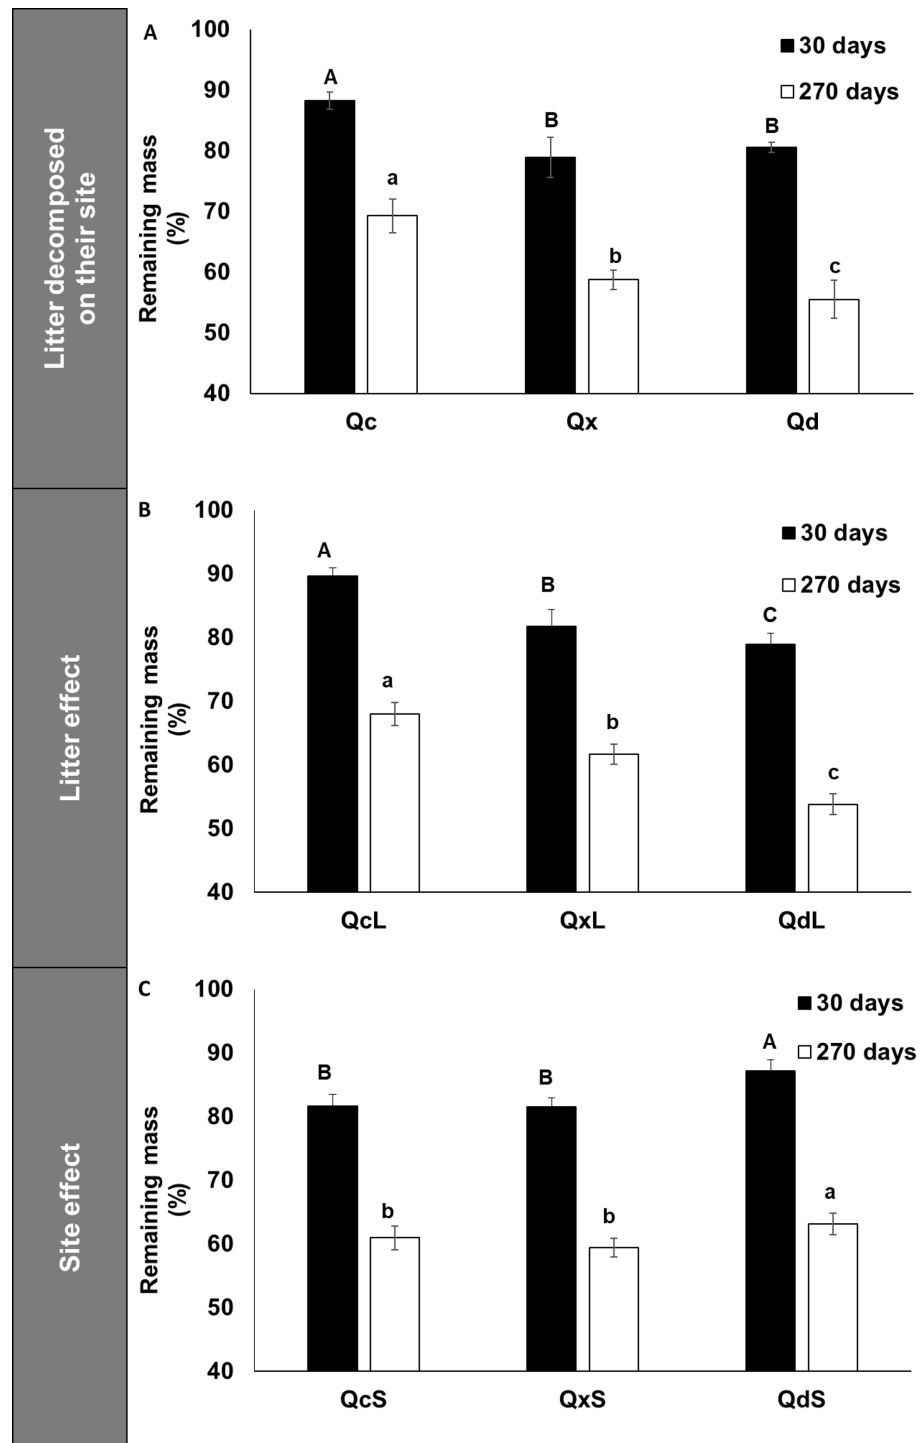 Litter decomposed
on their site
A
Remaining mass
(%)
100
90
80
70
60
50
40
30 days
270 days
A
a
B
b
B
c
Qc
Qx
Qd
Litter effect
B
Remaining mass
(%)
100
90
80
70
60
50
40
30 days
270 days
A
a
B
b
C
c
QcL
QxL
QdL
Site effect
C
Remaining mass
(%)
100
90
80
70
60
50
40
30 days
270 days
B
b
B
b
A
a
QcS
QxS
QdS